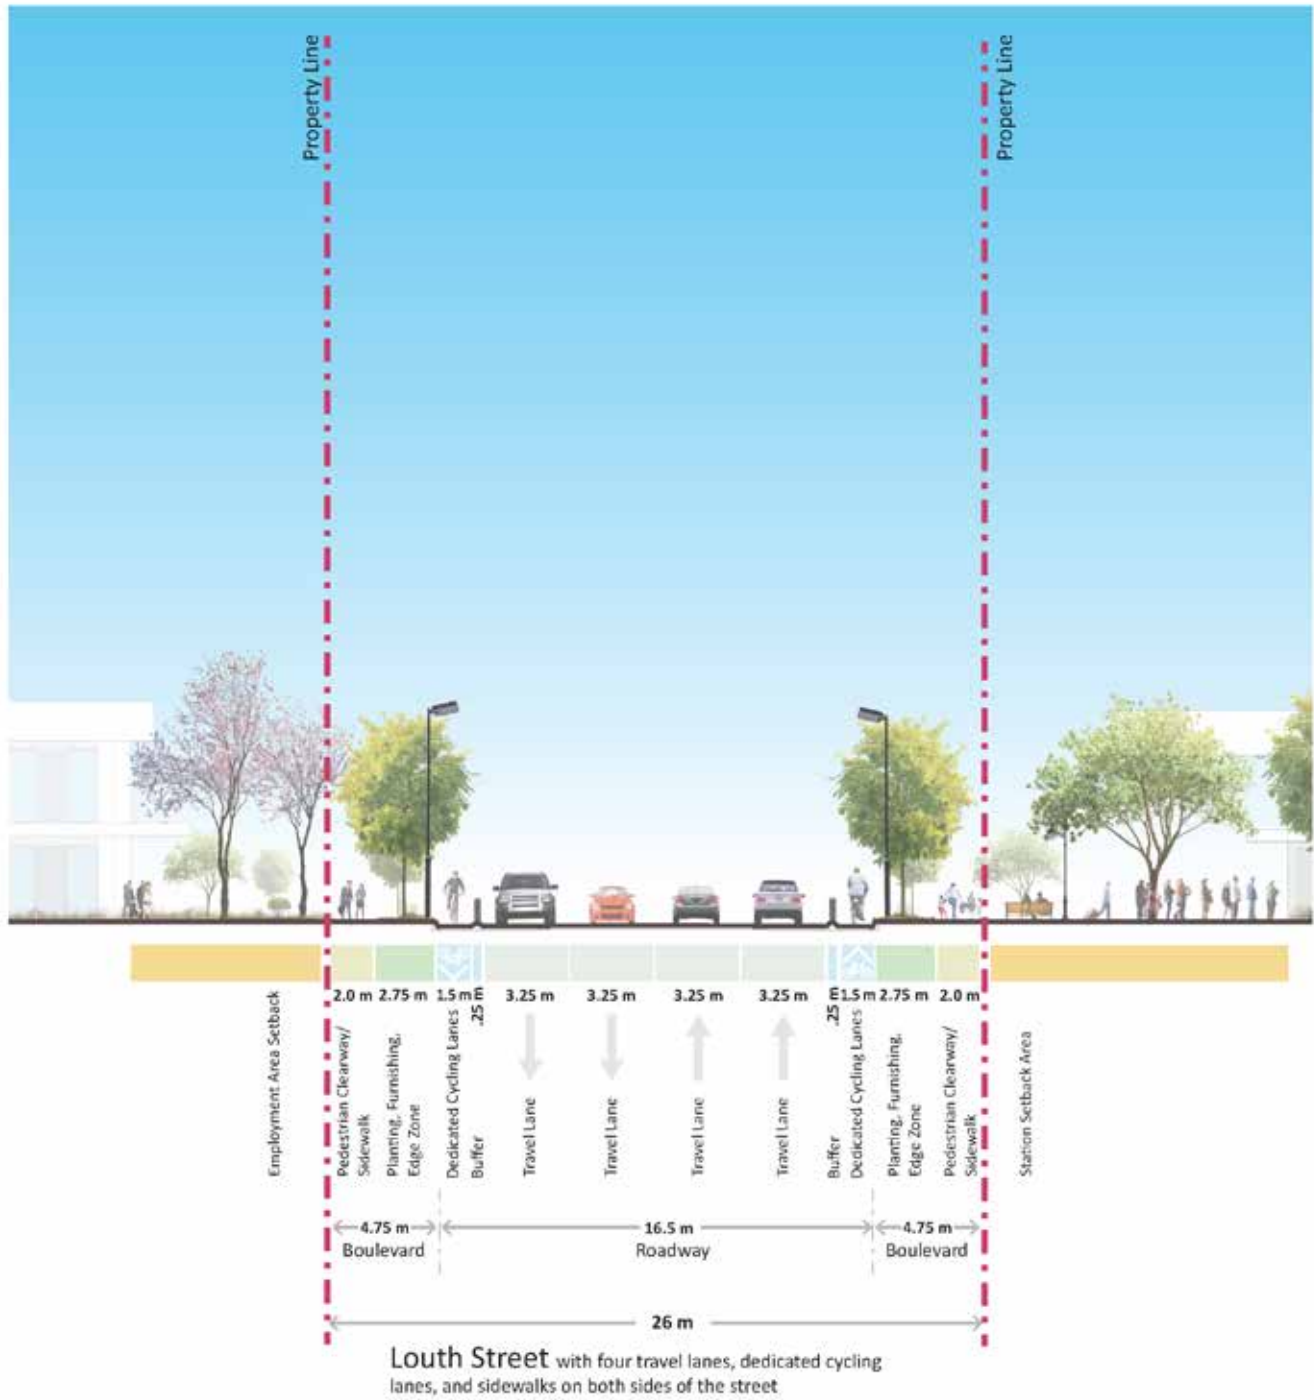 Property Line
Property Line
2.0 m 2.75 m 1.5 m .25 m 3.25 m 3.25 m 3.25 m 3.25 m .25 m 1.5 m 2.75 m 2.0 m
Employment Area Setback
Pedestrian Clearway/
Sidewalk
Planting, Furnishing,
Edge Zone
Dedicated Cycling Lanes
Buffer
Travel Lane
Travel Lane
Travel Lane
Travel Lane
Buffer
Dedicated Cycling Lanes
Planting, Furnishing,
Edge Zone
Pedestrian Clearway/
Sidewalk
Station Setback Area
4.75 m 16.5 m 4.75 m
Boulevard Roadway Boulevard
26 m
Louth Street with four travel lanes, dedicated cycling
lanes, and sidewalks on both sides of the street